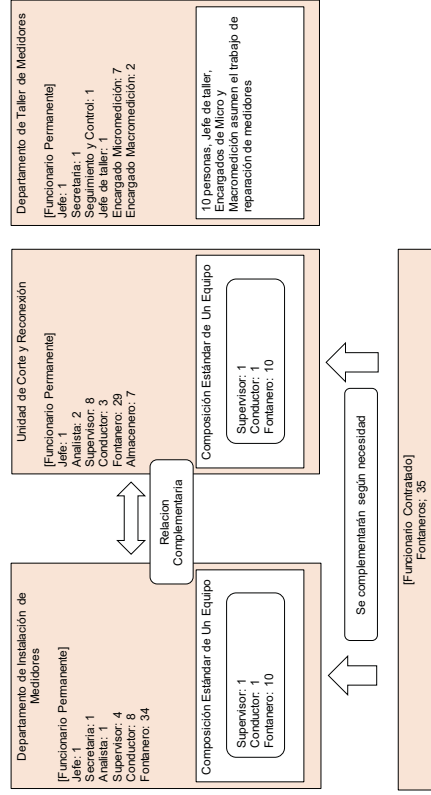 Departamento de Instalación de
Medidores
[Funcionario Permanente]
Jefe: 1
Secretaria: 1
Analista: 1
Supervisor: 4
Conductor: 8
Fontanero: 34
Composición Estándar de Un Equipo
Supervisor: 1
Conductor: 1
Fontanero: 10
Relacion
Complementaria
Unidad de Corte y Reconexión
[Funcionario Permanente]
Jefe: 1
Analista: 2
Supervisor: 8
Conductor: 3
Fontanero: 29
Almacenero: 7
Composición Estándar de Un Equipo
Supervisor: 1
Conductor: 1
Fontanero: 10
Departamento de Taller de Medidores
[Funcionario Permanente]
Jefe: 1
Secretaria: 1
Seguimiento y Control: 1
Jefe de taller: 1
Encargado Micromedición: 7
Encargado Macromedición: 2
10 personas, Jefe de taller,
Encargados de Micro y
Macromedición asumen el trabajo de
reparación de medidores
Se complementarán según necesidad
[Funcionario Contratado]
Fontaneros; 35